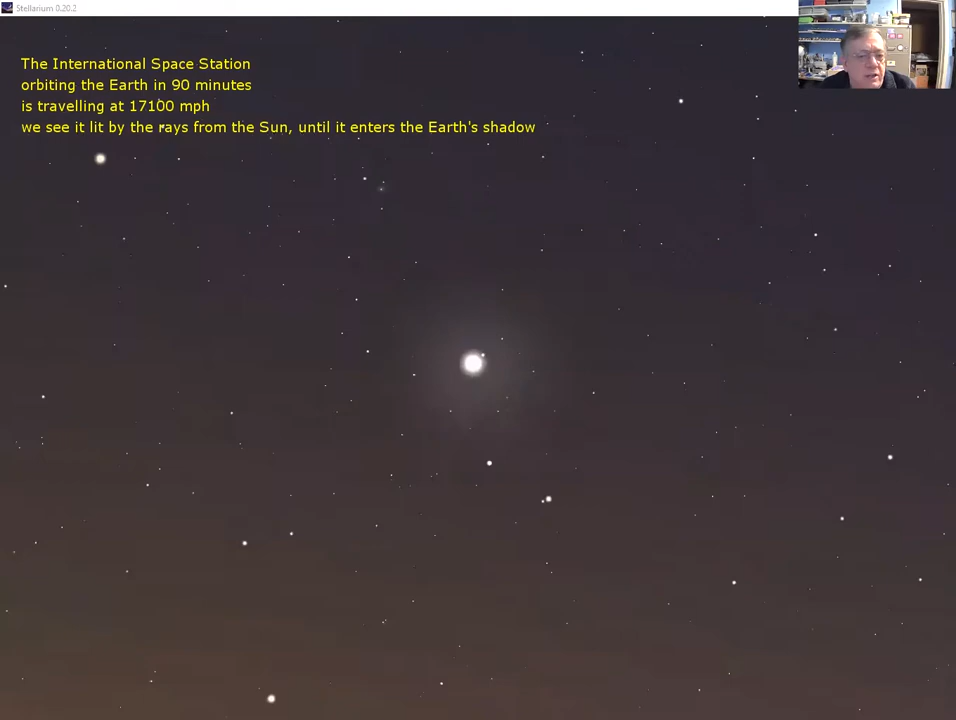 Stellarium 0.20.2
The International Space Station
orbiting the Earth in 90 minutes
is travelling at 17100 mph
we see it lit by the rays from the Sun, until it enters the Earth's shadow